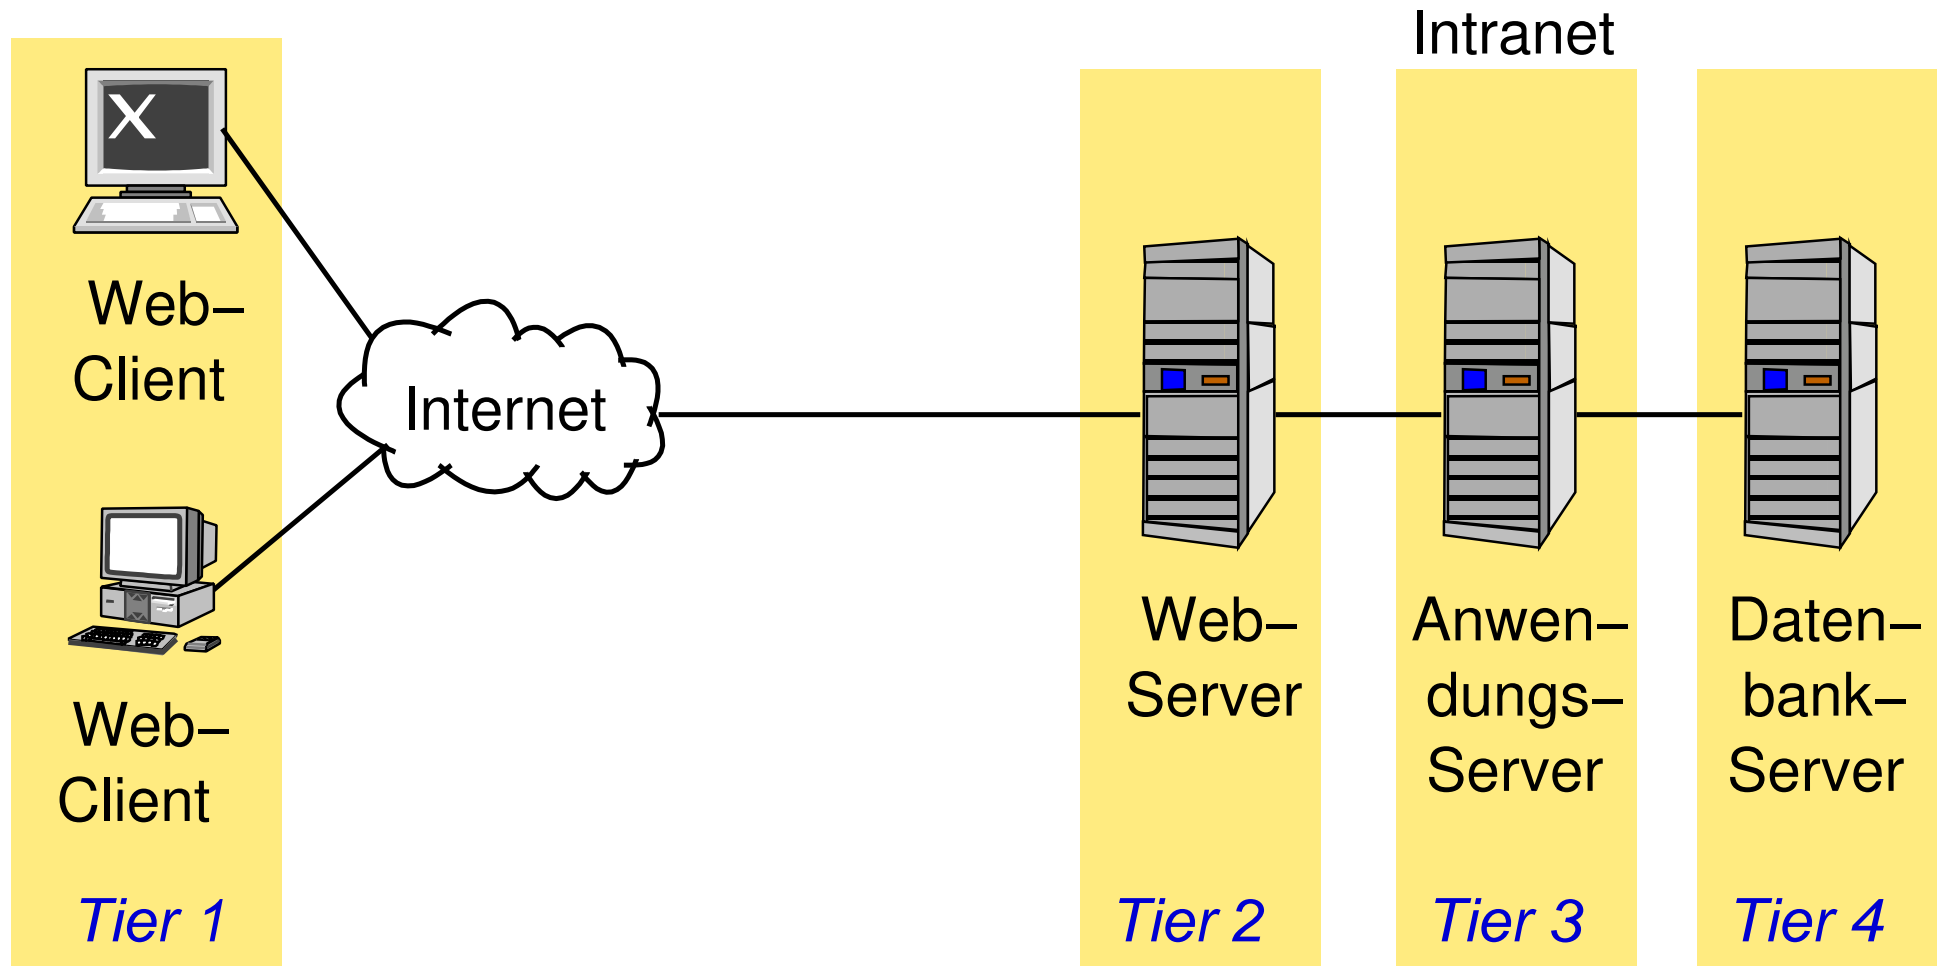 Intranet
X
Web–
Client
Internet
Web–
Client
Web–
Server
Anwen–
dungs–
Server
Daten–
bank–
Server
Tier 1
Tier 2
Tier 3
Tier 4